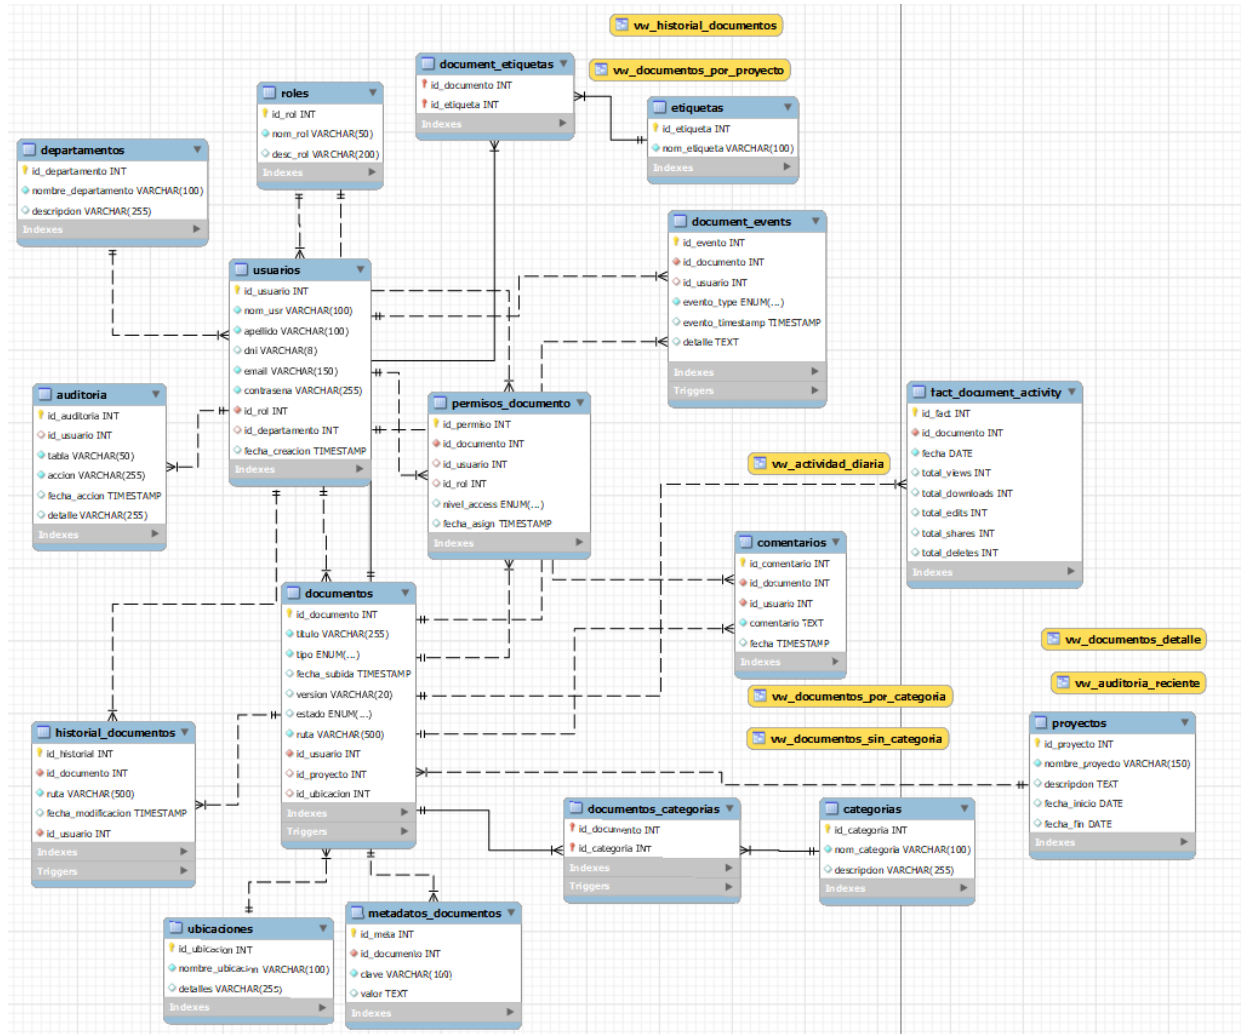 vw_historial_documentos
document_etiquetas
id_documento INT
id_etiqueta INT
Indexes
vw_documentos_por_proyecto
roles
id_rol INT
nom_rol VARCHAR(50)
desc_rol VARCHAR(200)
Indexes
etiquetas
id_etiqueta INT
nom_etiqueta VARCHAR(100)
Indexes
departamentos
id_departamento INT
nombre_departamento VARCHAR(100)
descripcion VARCHAR(255)
Indexes
document_events
id_evento INT
id_documento INT
id_usuario INT
evento_type ENUM(...)
evento_timestamp TIMESTAMP
detalle TEXT
Indexes
Triggers
usuarios
id_usuario INT
nom_usr VARCHAR(100)
apellido VARCHAR(100)
dni VARCHAR(8)
email VARCHAR(150)
contrasena VARCHAR(255)
id_rol INT
id_departamento INT
fecha_creacion TIMESTAMP
Indexes
auditoria
id_auditoria INT
id_usuario INT
tabla VARCHAR(50)
accion VARCHAR(255)
fecha_accion TIMESTAMP
detalle VARCHAR(255)
Indexes
permisos_documento
id_permiso INT
id_documento INT
id_usuario INT
id_rol INT
nivel_access ENUM(...)
fecha_asign TIMESTAMP
Indexes
fact_document_activity
id_fact INT
id_documento INT
fecha DATE
total_views INT
total_downloads INT
total_edits INT
total_shares INT
total_deletes INT
Indexes
vw_actividad_diaria
comentarios
id_comentario INT
id_documento INT
id_usuario INT
comentario TEXT
fecha TIMESTAMP
Indexes
documentos
id_documento INT
titulo VARCHAR(255)
tipo ENUM(...)
fecha_subida TIMESTAMP
version VARCHAR(20)
estado ENUM(...)
ruta VARCHAR(500)
id_usuario INT
id_proyecto INT
id_ubicacion INT
Indexes
Triggers
vw_documentos_detalle
vw_auditoria_reciente
vw_documentos_por_categoria
vw_documentos_sin_categoria
historial_documentos
id_historial INT
id_documento INT
ruta VARCHAR(500)
fecha_modificacion TIMESTAMP
id_usuario INT
Indexes
Triggers
proyectos
id_proyecto INT
nombre_proyecto VARCHAR(150)
descripcion TEXT
fecha_inicio DATE
fecha_fin DATE
Indexes
documentos_categorias
id_documento INT
id_categoria INT
Indexes
Triggers
categorias
id_categoria INT
nom_categoria VARCHAR(100)
descripcion VARCHAR(255)
Indexes
ubicaciones
id_ubicacion INT
nombre_ubicacion VARCHAR(100)
detalles VARCHAR(255)
Indexes
metadatos_documentos
id_meta INT
id_documento INT
clave VARCHAR(100)
valor TEXT
Indexes